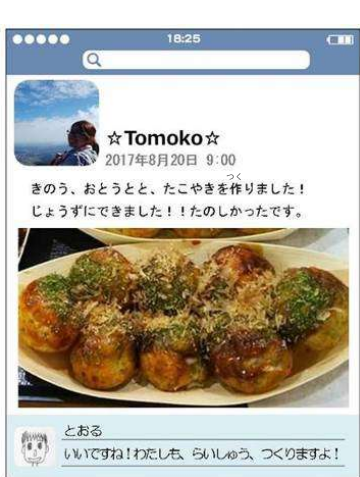 18:25
☆Tomoko☆
2017年8月20日 9:00
つく
きのう、おとうとと、たこやきを作りました！
じょうずにできました！！たのしかったです。
とおる
いいですね！わたしも、らいしゅう、つくりますよ！